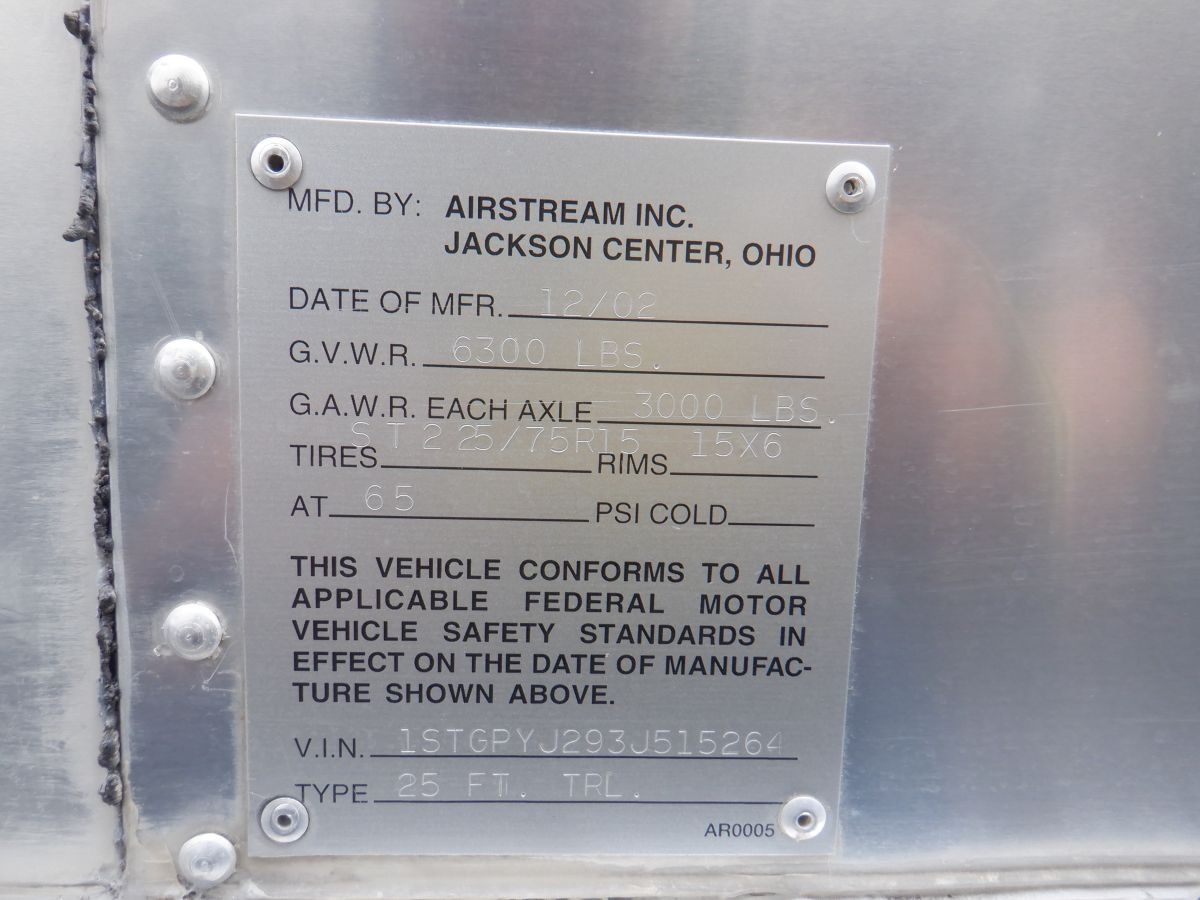 MFD. BY: AIRSTREAM INC.
JACKSON CENTER, OHIO
DATE OF MFR. 12/02
G.V.W.R. 6300 LBS.
G.A.W.R. EACH AXLE 3000 LBS.
TIRES ST225/75R15 RIMS 15X6
AT 65 PSI COLD
THIS VEHICLE CONFORMS TO ALL
APPLICABLE FEDERAL MOTOR
VEHICLE SAFETY STANDARDS IN
EFFECT ON THE DATE OF MANUFAC-
TURE SHOWN ABOVE.
V.I.N. 1STGPYJ293J515264
TYPE 25 FT. TRL.
AR0005